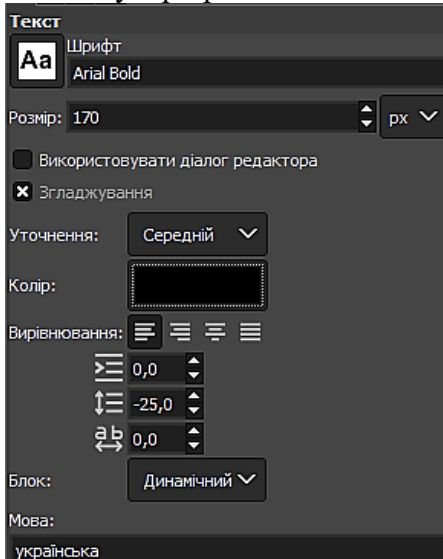 Текст
Aa
Шрифт
Arial Bold
Розмір: 170 px
Використовувати діалог редактора
Згладжування
Уточнення: Середній
Колір:
Вирівнювання:
0,0
-25,0
ab 0,0
Блок: Динамічний
Мова:
українська